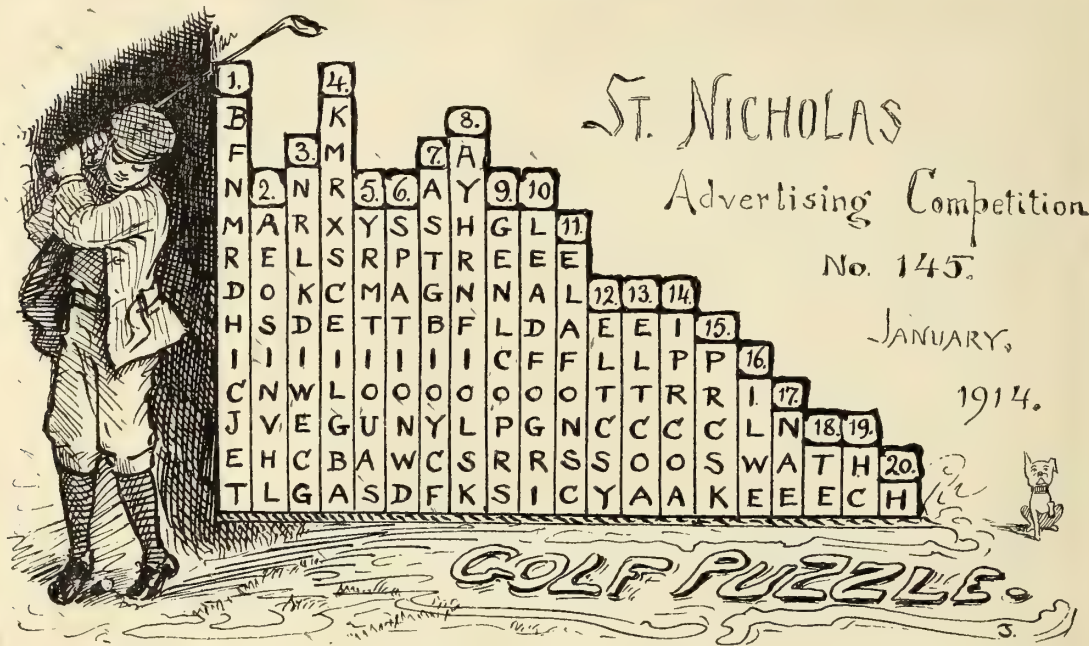 ST. NICHOLAS
Advertising Competition
No. 145.
JANUARY.
1914.
1. B F N M R D H I C J E T
2. A E O S I N V H L
3. N R L K D I W E C G
4. K M R X S C E I L G B A
5. Y R M T I O U A S
6. S P A T I O N W D
7. A S T G B I O Y C F
8. A Y H R N F I O L S K
9. G E N L C O P R S
10 L E A D F O G R I
11. E L A F O N S C
12. E L T C S Y
13. E L T C O A
14. I P R C O A
15. P R C S K
16. I L W E
17. N A E
18. T E
19. H C
20. H
GOLF PUZZLE.
J.